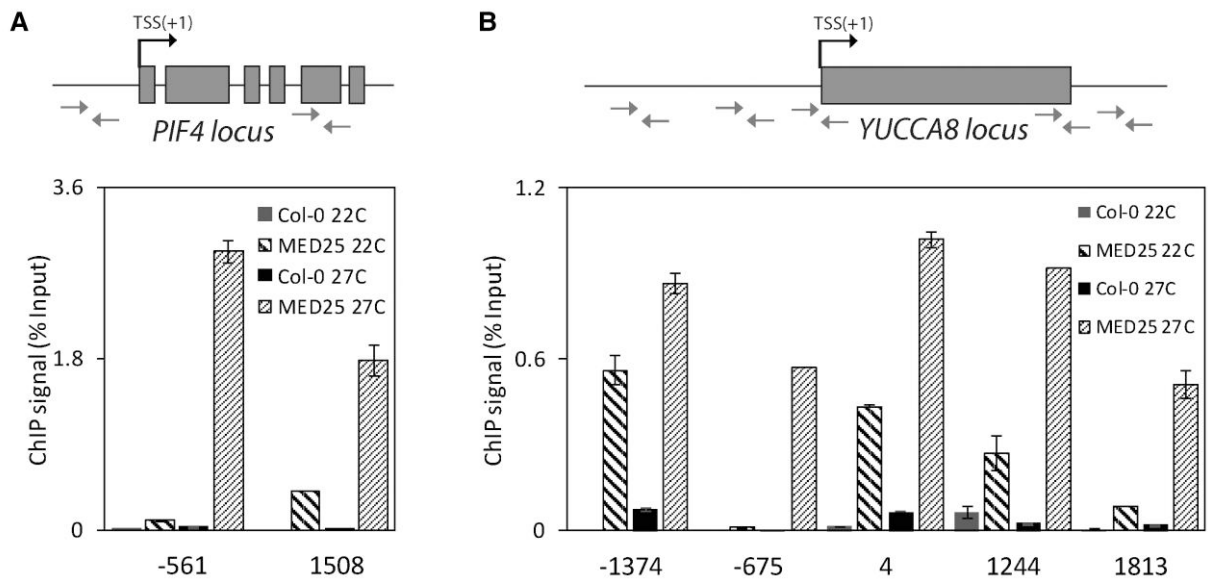 A
TSS(+1)
PIF4 locus
3.6
1.8
0
ChIP signal (% Input)
Col-0 22C
MED25 22C
Col-0 27C
MED25 27C
-561 1508
B
TSS(+1)
YUCCA8 locus
1.2
0.6
0
ChIP signal (% Input)
Col-0 22C
MED25 22C
Col-0 27C
MED25 27C
-1374 -675 4 1244 1813